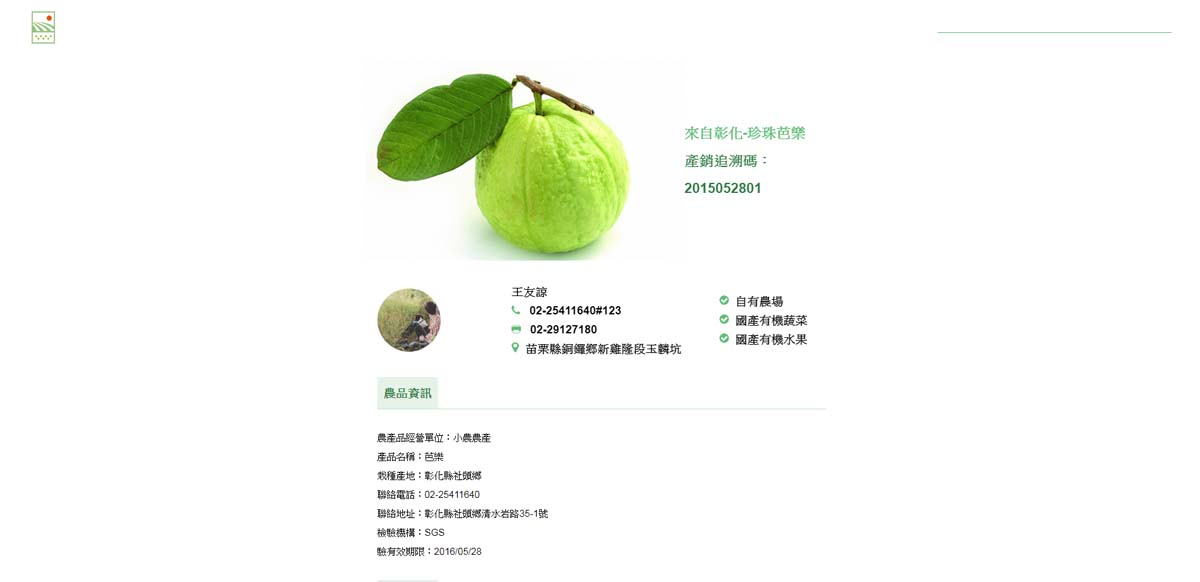 來自彰化-珍珠芭樂
產銷追溯碼：
2015052801
王友諒
02-25411640#123
02-29127180
苗栗縣銅鑼鄉新雞隆段玉麟坑
自有農場
國產有機蔬菜
國產有機水果
農品資訊
農產品經營單位：小農農產
產品名稱：芭樂
栽種產地：彰化縣社頭鄉
聯絡電話：02-25411640
聯絡地址：彰化縣社頭鄉清水岩路35-1號
檢驗機構：SGS
驗有效期限：2016/05/28